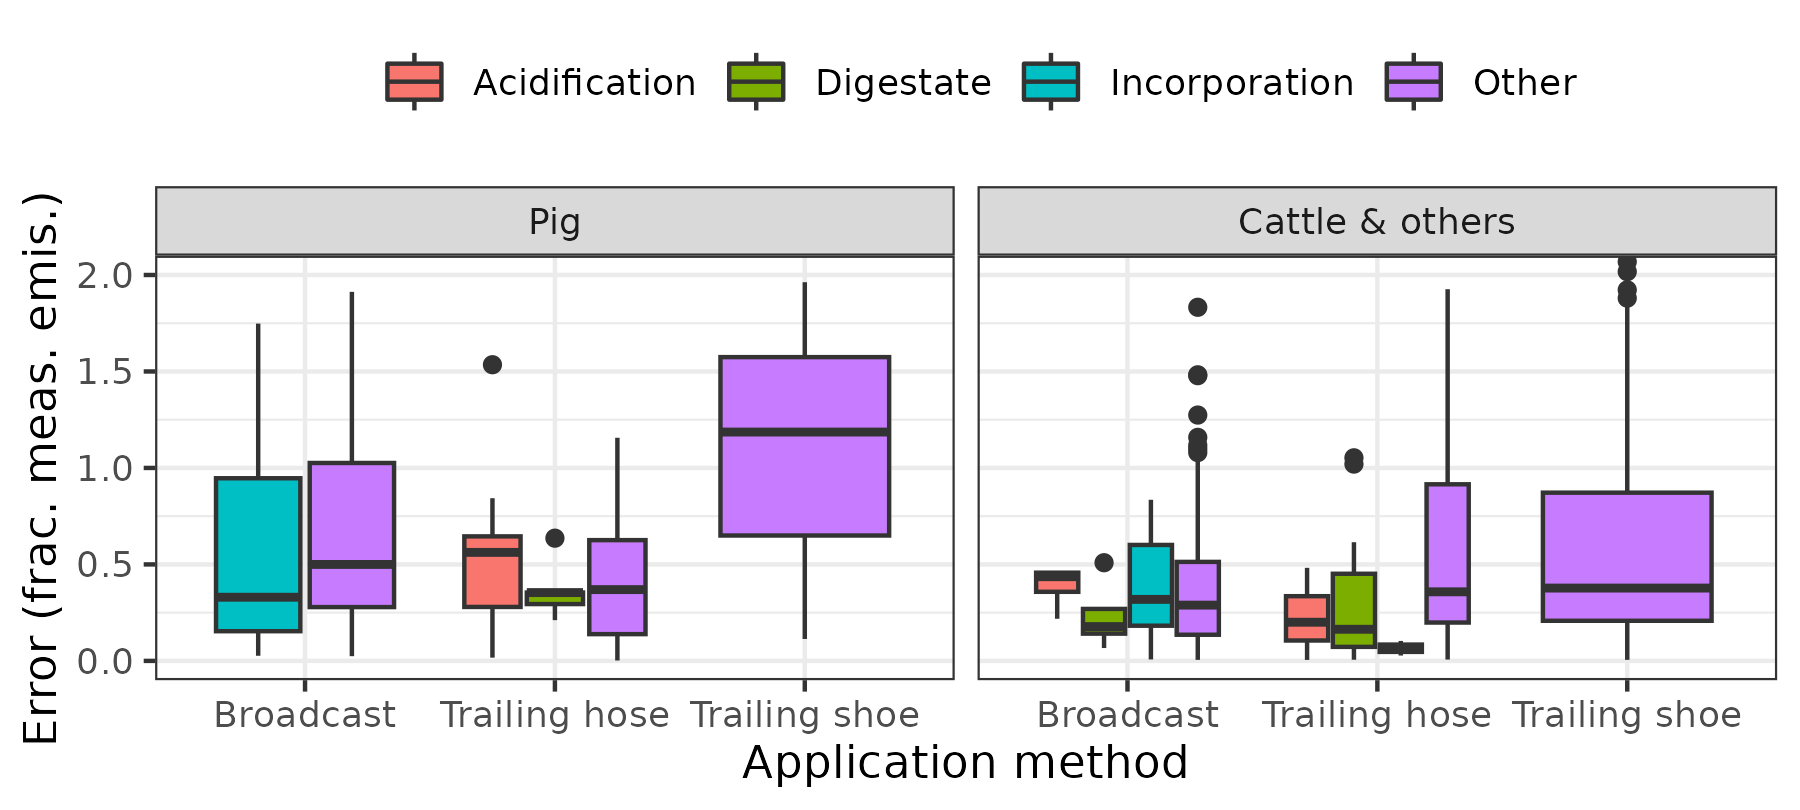 Acidification Digestate Incorporation Other
Pig
Cattle & others
Error (frac. meas. emis.)
2.0
1.5
1.0
0.5
0.0
Broadcast Trailing hose Trailing shoe
Broadcast Trailing hose Trailing shoe
Application method